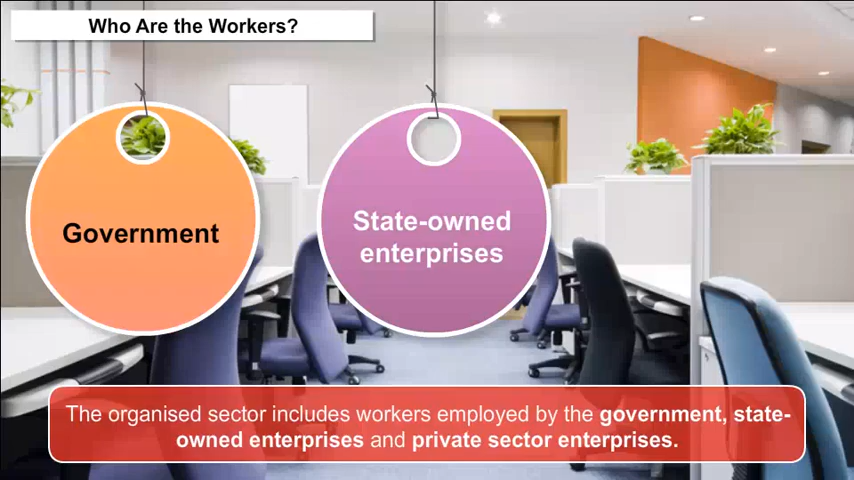 Who Are the Workers?
Government
State-owned
enterprises
The organised sector includes workers employed by the government, state-
owned enterprises and private sector enterprises.